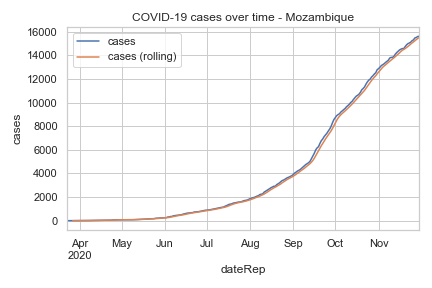 COVID-19 cases over time - Mozambique
cases
cases (rolling)
16000
14000
12000
10000
8000
6000
4000
2000
0
cases
Apr
2020
May
Jun
Jul
Aug
Sep
Oct
Nov
dateRep